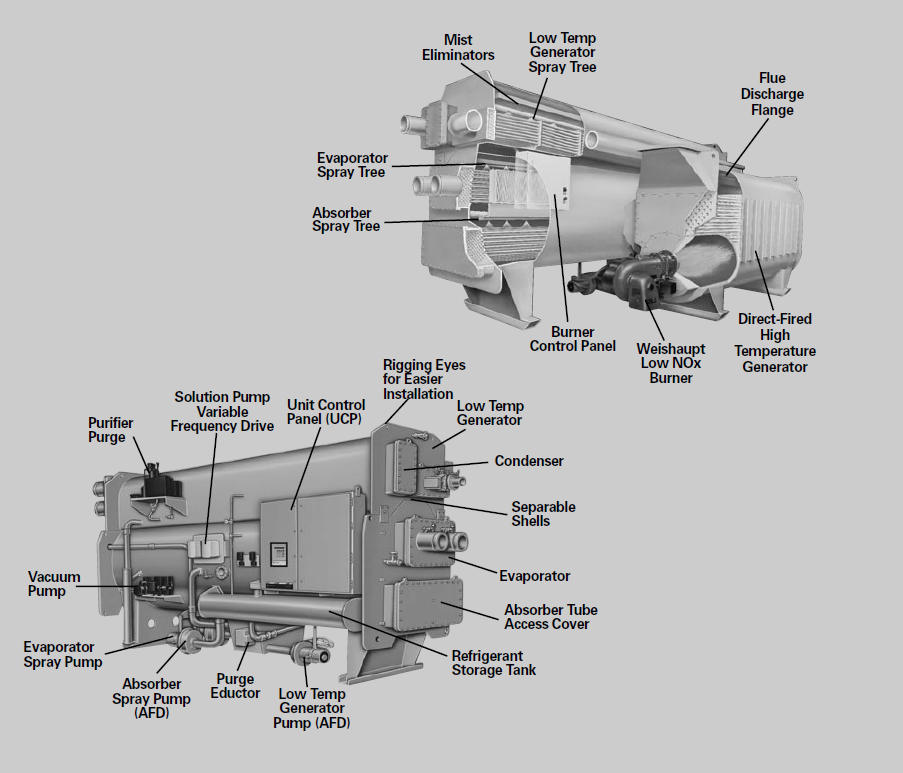 Mist
Eliminators
Low Temp
Generator
Spray Tree
Flue
Discharge
Flange
Evaporator
Spray Tree
Absorber
Spray Tree
Burner
Control Panel
Weishaupt
Low NOx
Burner
Direct-Fired
High
Temperature
Generator
Rigging Eyes
for Easier
Installation
Solution Pump
Variable
Frequency Drive
Unit Control
Panel (UCP)
Low Temp
Generator
Purifier
Purge
Condenser
Separable
Shells
Vacuum
Pump
Evaporator
Absorber Tube
Access Cover
Evaporator
Spray Pump
Refrigerant
Storage Tank
Absorber
Spray Pump
(AFD)
Purge
Eductor
Low Temp
Generator
Pump (AFD)